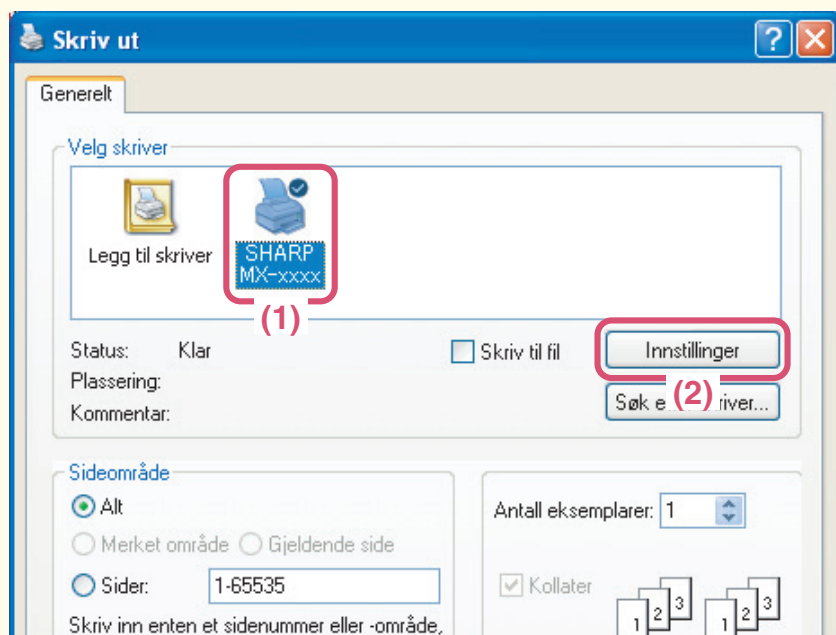 Skriv ut
Generelt
Velg skriver
Legg til skriver
SHARP
MX-xxxx
(1)
Status: Klar
Skriv til fil
Innstillinger
Plassering:
(2)
Søk e river...
Kommentar:
Sideområde
Alt
Antall eksemplarer: 1
Merket område Gjeldende side
Sider: 1-65535
Kollater
1 2 3 1 2 3
Skriv inn enten et sidenummer eller -område,